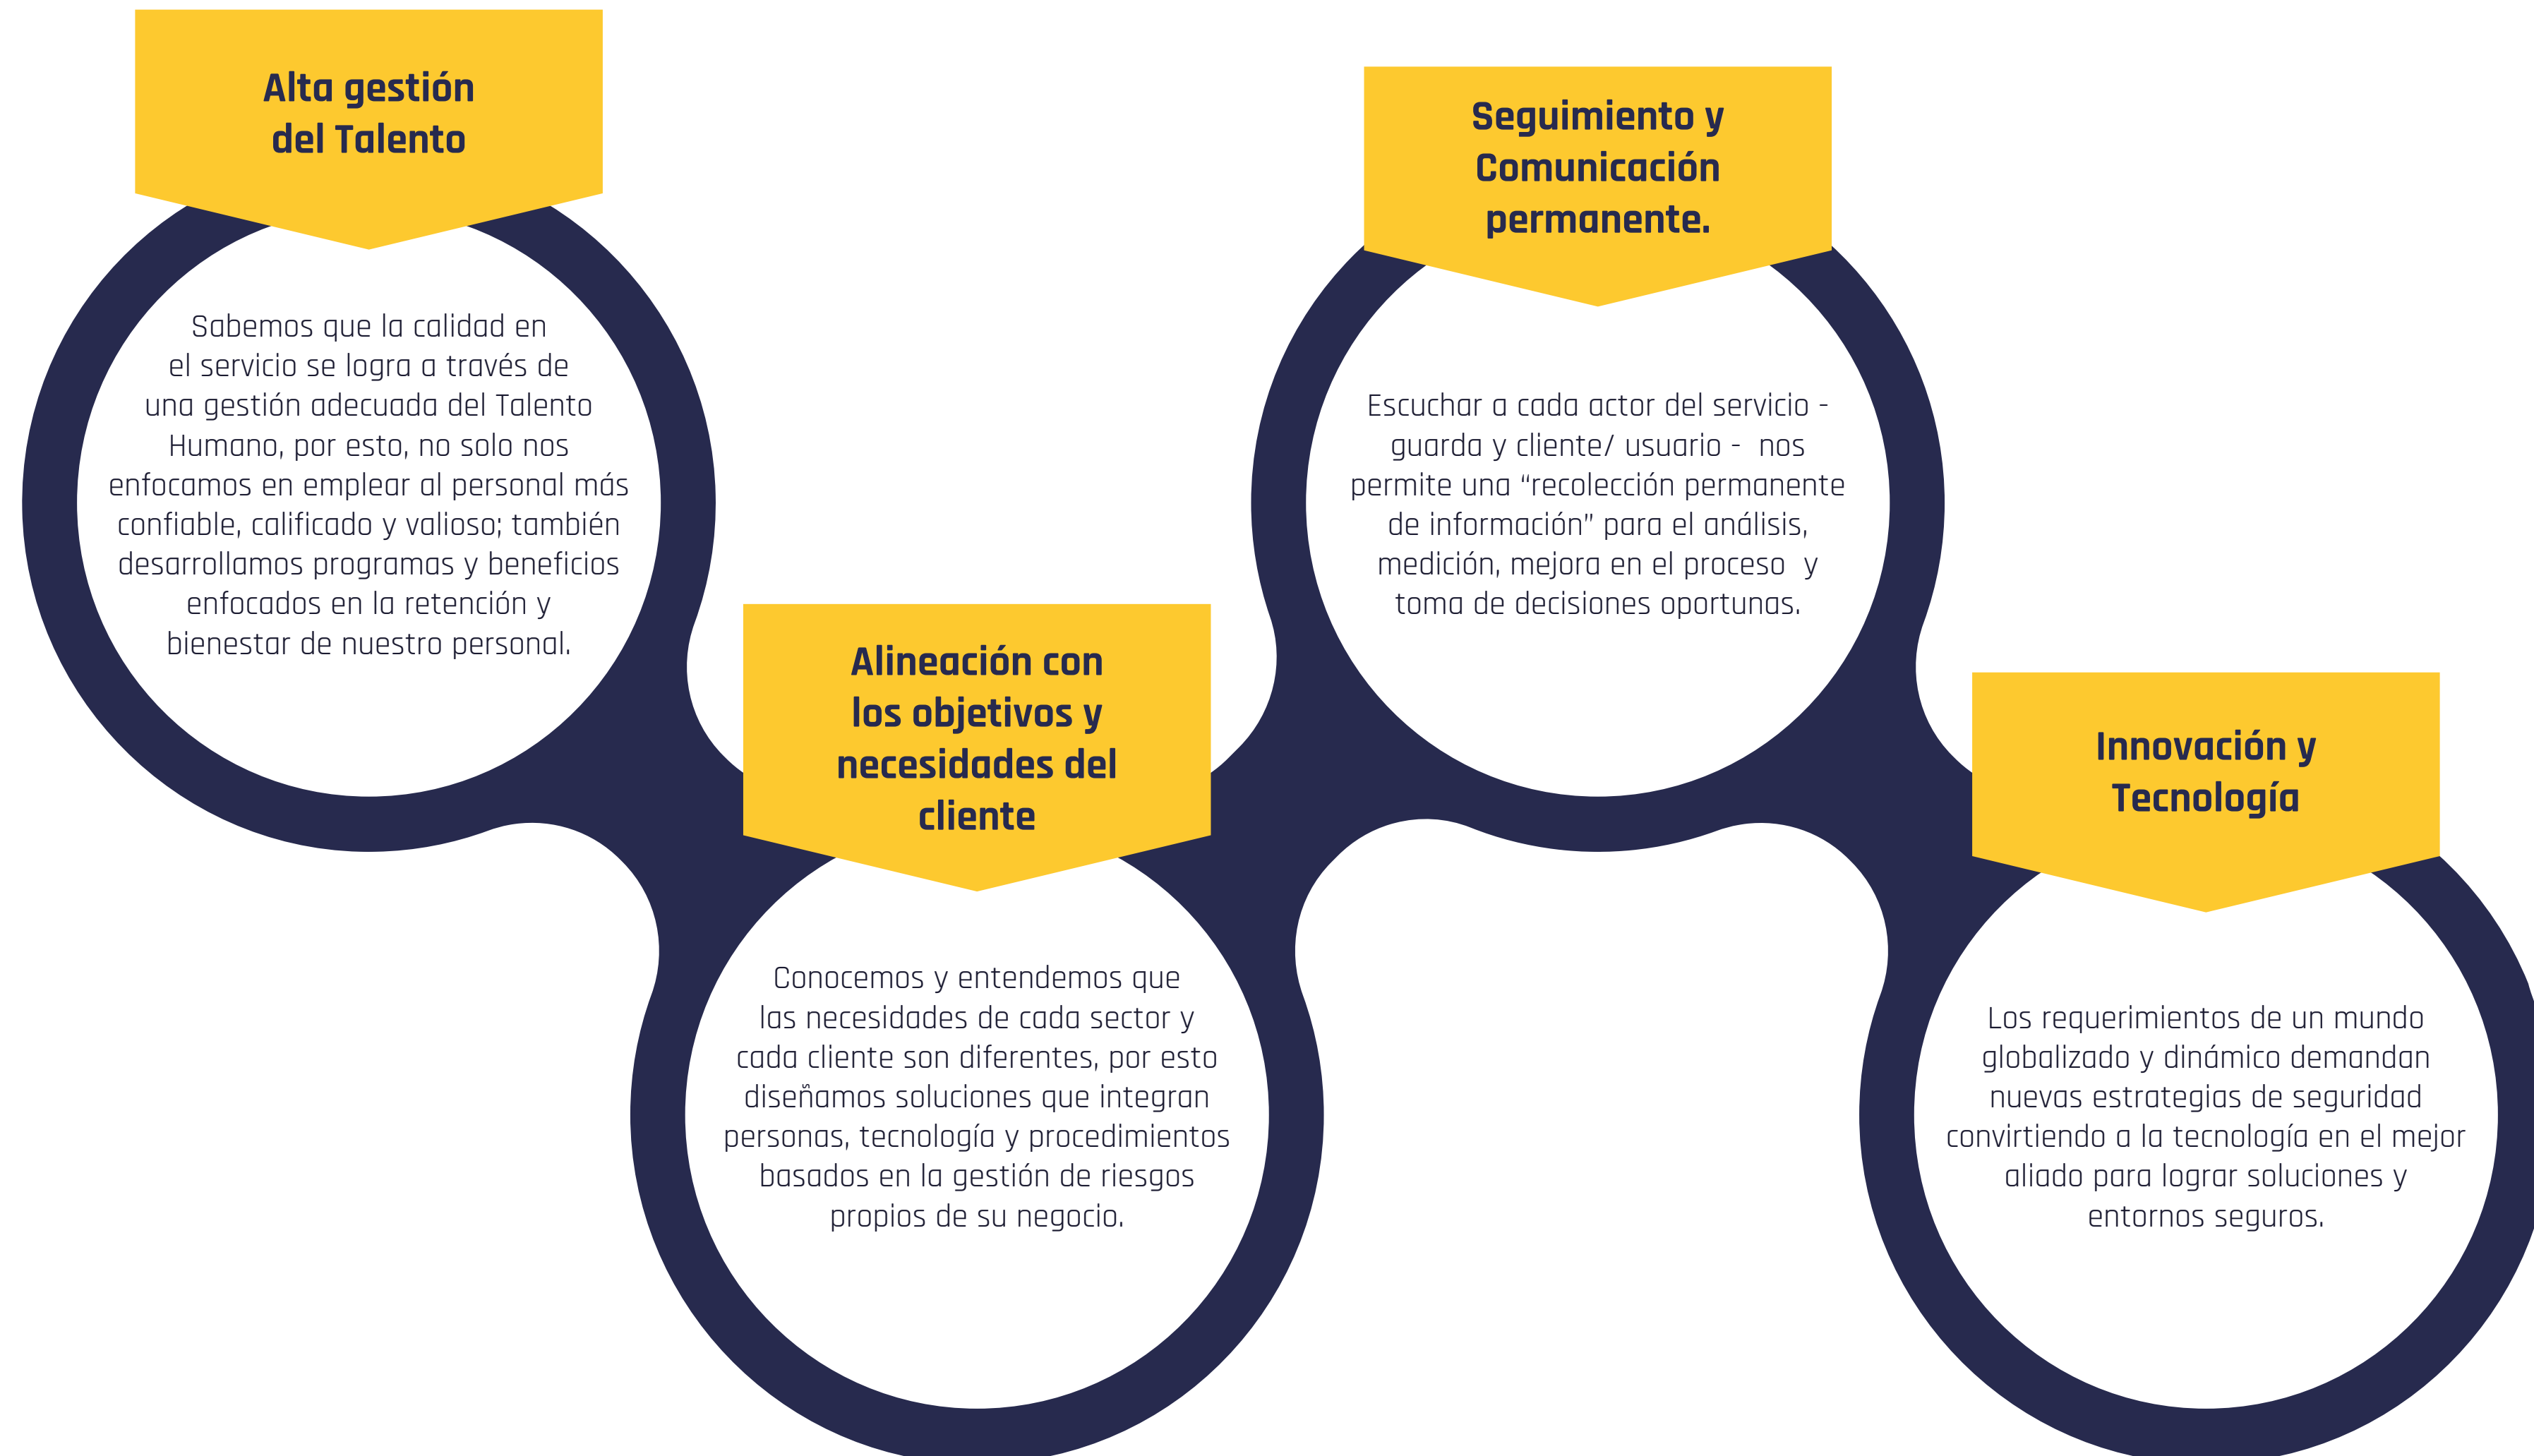 Alta gestión
del Talento
Sabemos que la calidad en
el servicio se logra a través de
una gestión adecuada del Talento
Humano, por esto, no solo nos
enfocamos en emplear al personal más
confiable, calificado y valioso; también
desarrollamos programas y beneficios
enfocados en la retención y
bienestar de nuestro personal.
Alineación con
los objetivos y
necesidades del
cliente
Conocemos y entendemos que
las necesidades de cada sector y
cada cliente son diferentes, por esto
diseñamos soluciones que integran
personas, tecnología y procedimientos
basados en la gestión de riesgos
propios de su negocio.
Seguimiento y
Comunicación
permanente.
Escuchar a cada actor del servicio -
guarda y cliente/ usuario -  nos
permite una “recolección permanente
de información” para el análisis,
medición, mejora en el proceso  y
toma de decisiones oportunas.
Innovación y
Tecnología
Los requerimientos de un mundo
globalizado y dinámico demandan
nuevas estrategias de seguridad
convirtiendo a la tecnología en el mejor
aliado para lograr soluciones y
entornos seguros.